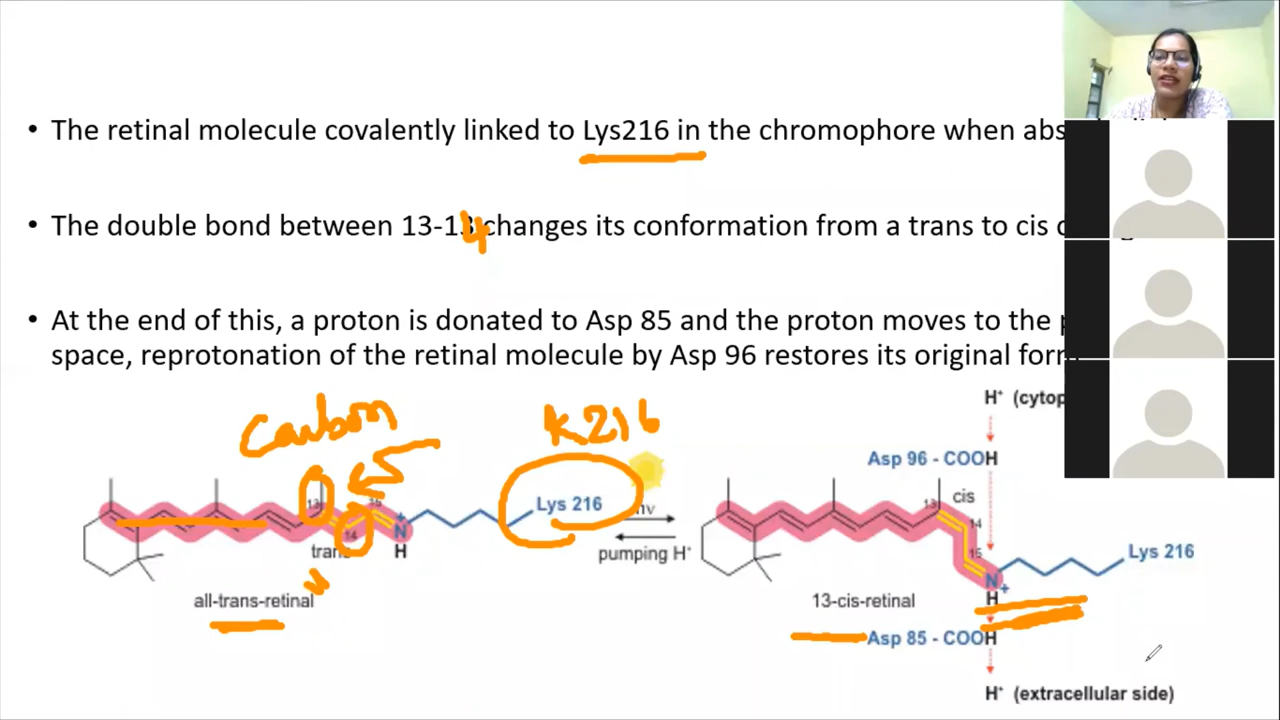 • The retinal molecule covalently linked to Lys216 in the chromophore when abs
• The double bond between 13-14 changes its conformation from a trans to cis
• At the end of this, a proton is donated to Asp 85 and the proton moves to the
space, reprotonation of the retinal molecule by Asp 96 restores its original form
Carbon
K216
H⁺ (cytop
Asp 96 - COOH
13
15
Lys 216
hν
13
cis
14
14
trans
N⁺
H
pumping H⁺
15
Lys 216
N⁺
H
all-trans-retinal
13-cis-retinal
Asp 85 - COOH
H⁺ (extracellular side)